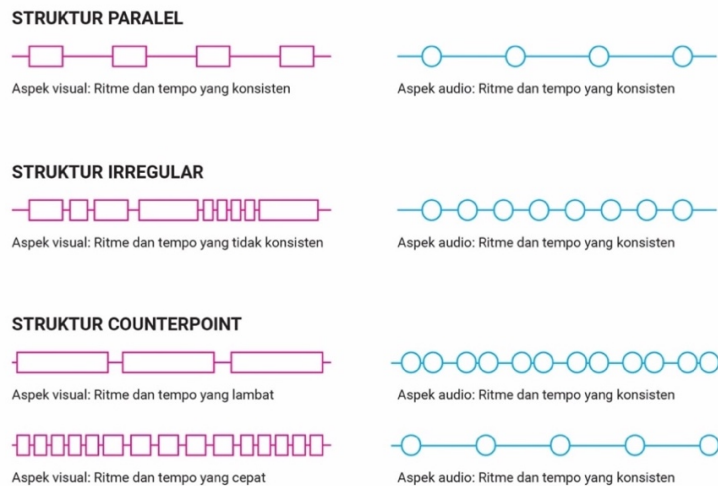 STRUKTUR PARALEL
Aspek visual: Ritme dan tempo yang konsisten
Aspek audio: Ritme dan tempo yang konsisten
STRUKTUR IRREGULAR
Aspek visual: Ritme dan tempo yang tidak konsisten
Aspek audio: Ritme dan tempo yang konsisten
STRUKTUR COUNTERPOINT
Aspek visual: Ritme dan tempo yang lambat
Aspek audio: Ritme dan tempo yang konsisten
Aspek visual: Ritme dan tempo yang cepat
Aspek audio: Ritme dan tempo yang konsisten